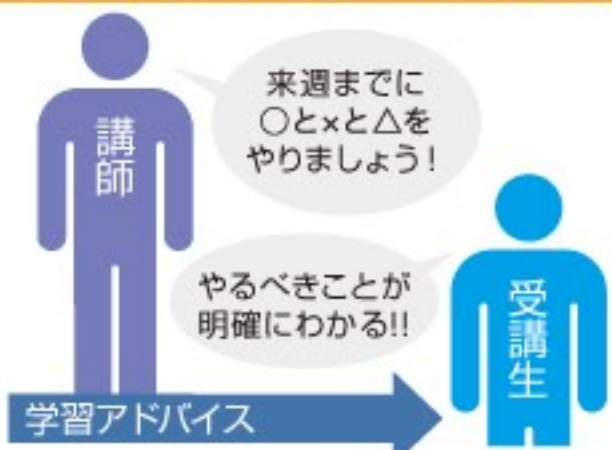 講師
来週までに
○と×と△を
やりましょう!
やるべきことが
明確にわかる!!
受講生
学習アドバイス